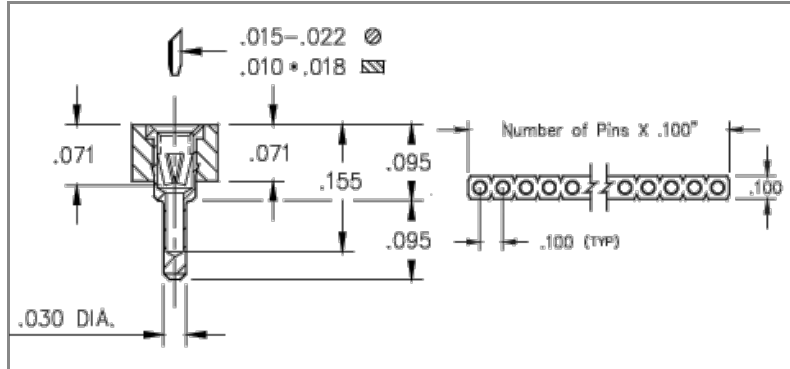 .015-.022
.010*.018
.071
.071
.155
.095
.095
.030 DIA.
Number of Pins X .100"
.100
.100 (TYP)